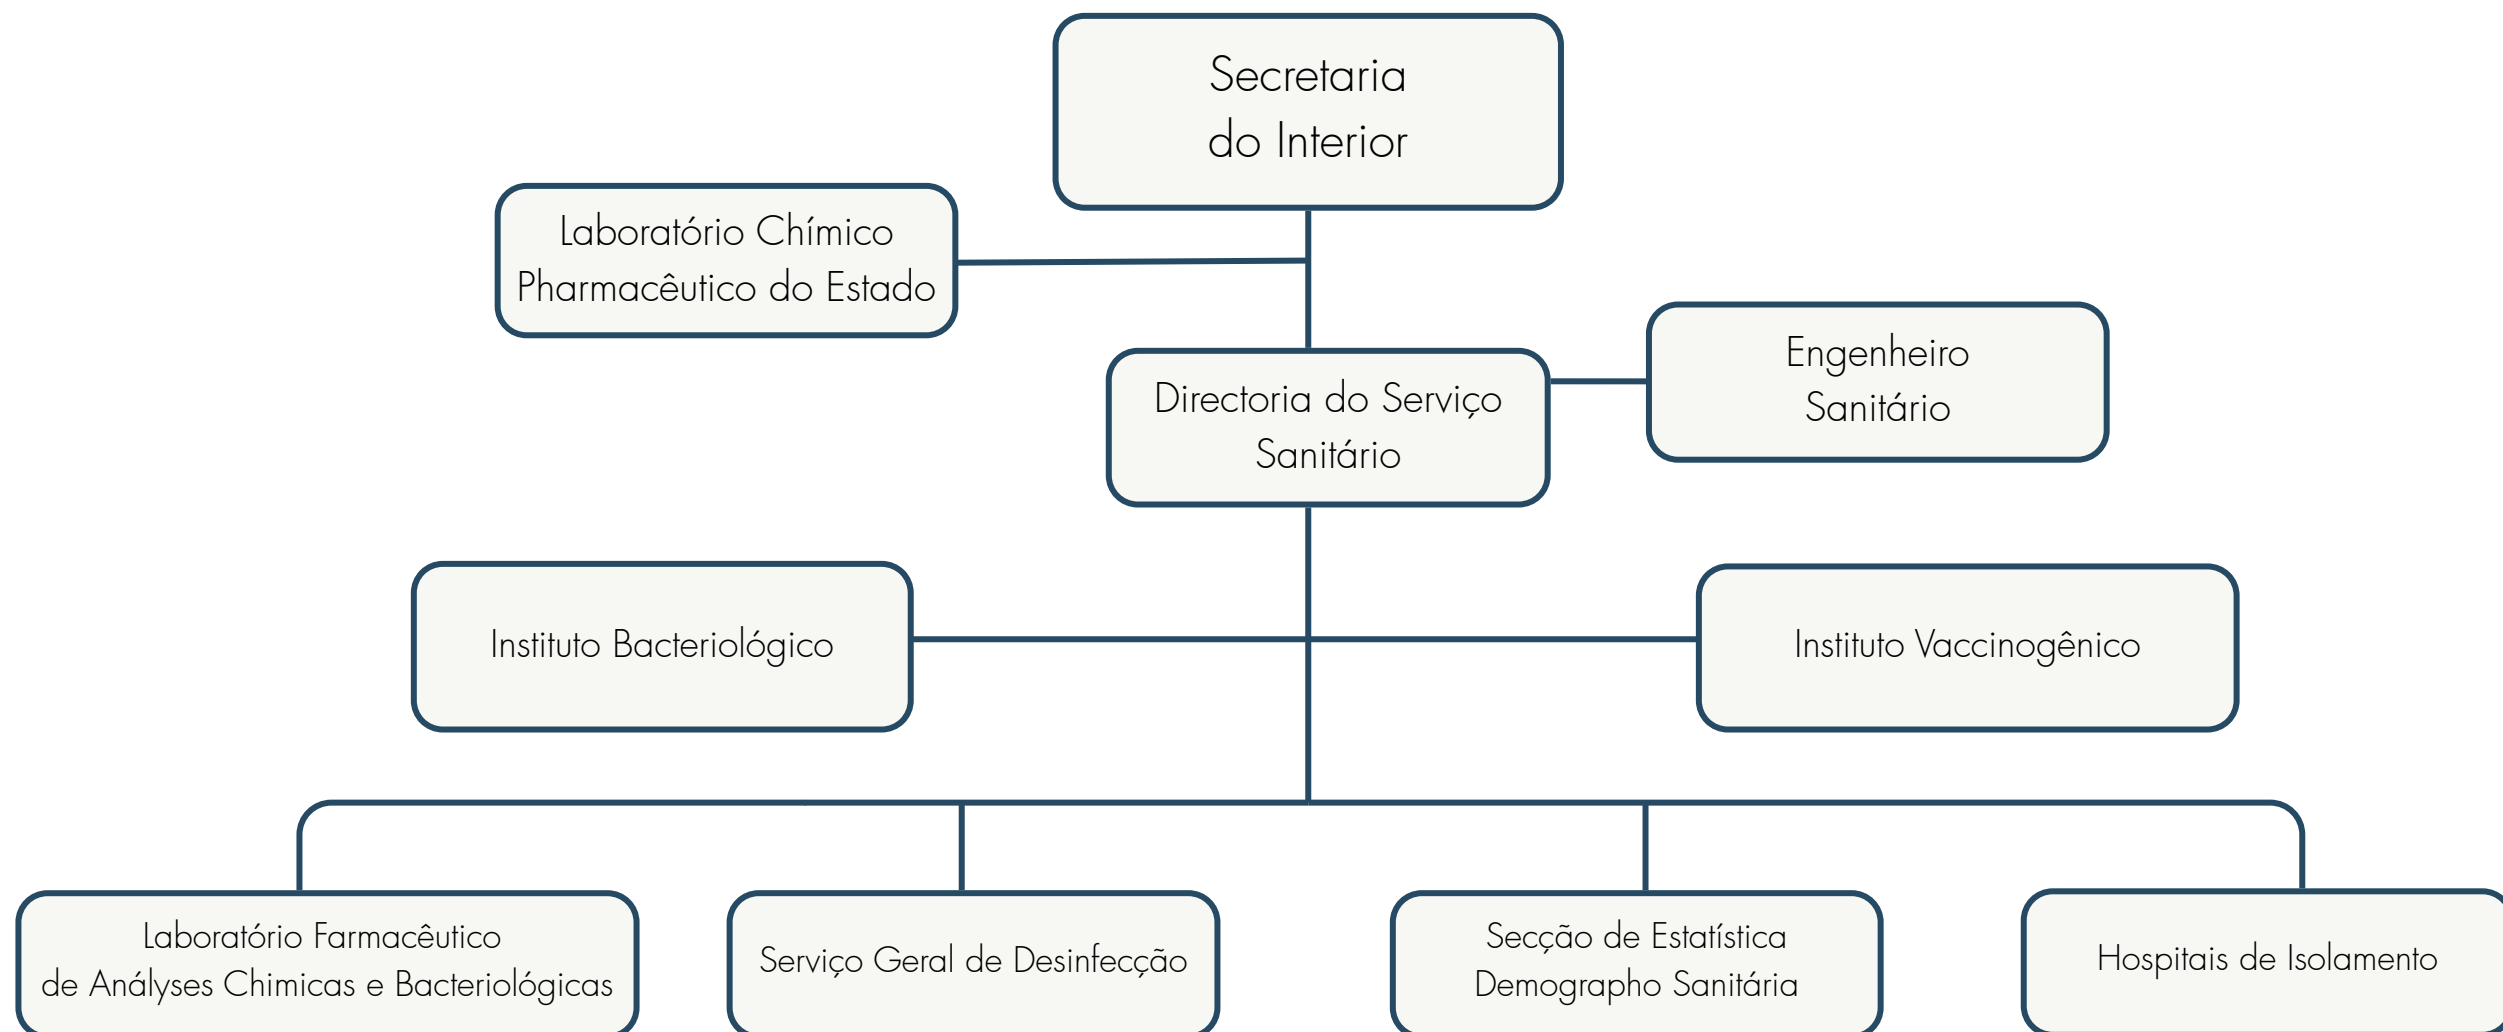 Secretaria
do Interior
Laboratório Chímico
Pharmacêutico do Estado
Engenheiro
Sanitário
Directoria do Serviço
Sanitário
Instituto Bacteriológico
Instituto Vaccinogênico
Laboratório Farmacêutico
de Anályses Chimicas e Bacteriológicas
Serviço Geral de Desinfecção
Secção de Estatística
Demographo Sanitária
Hospitais de Isolamento